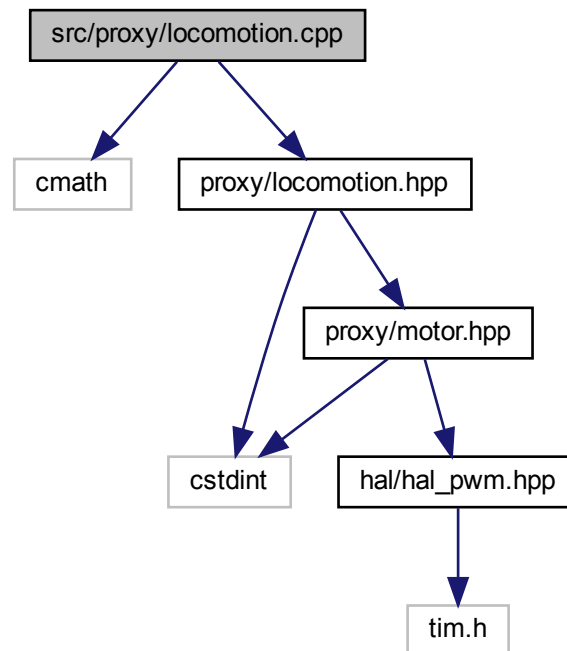 src/proxy/locomotion.cpp
cmath
proxy/locomotion.hpp
proxy/motor.hpp
cstdint
hal/hal_pwm.hpp
tim.h